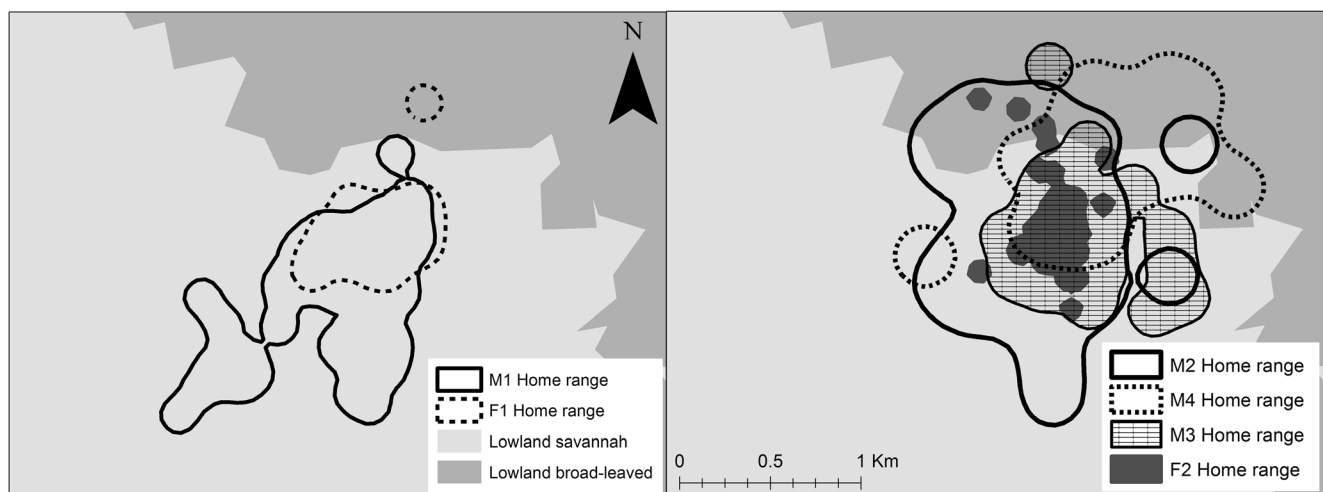 N
M1 Home range
F1 Home range
Lowland savannah
Lowland broad-leaved
0 0.5 1 Km
M2 Home range
M4 Home range
M3 Home range
F2 Home range